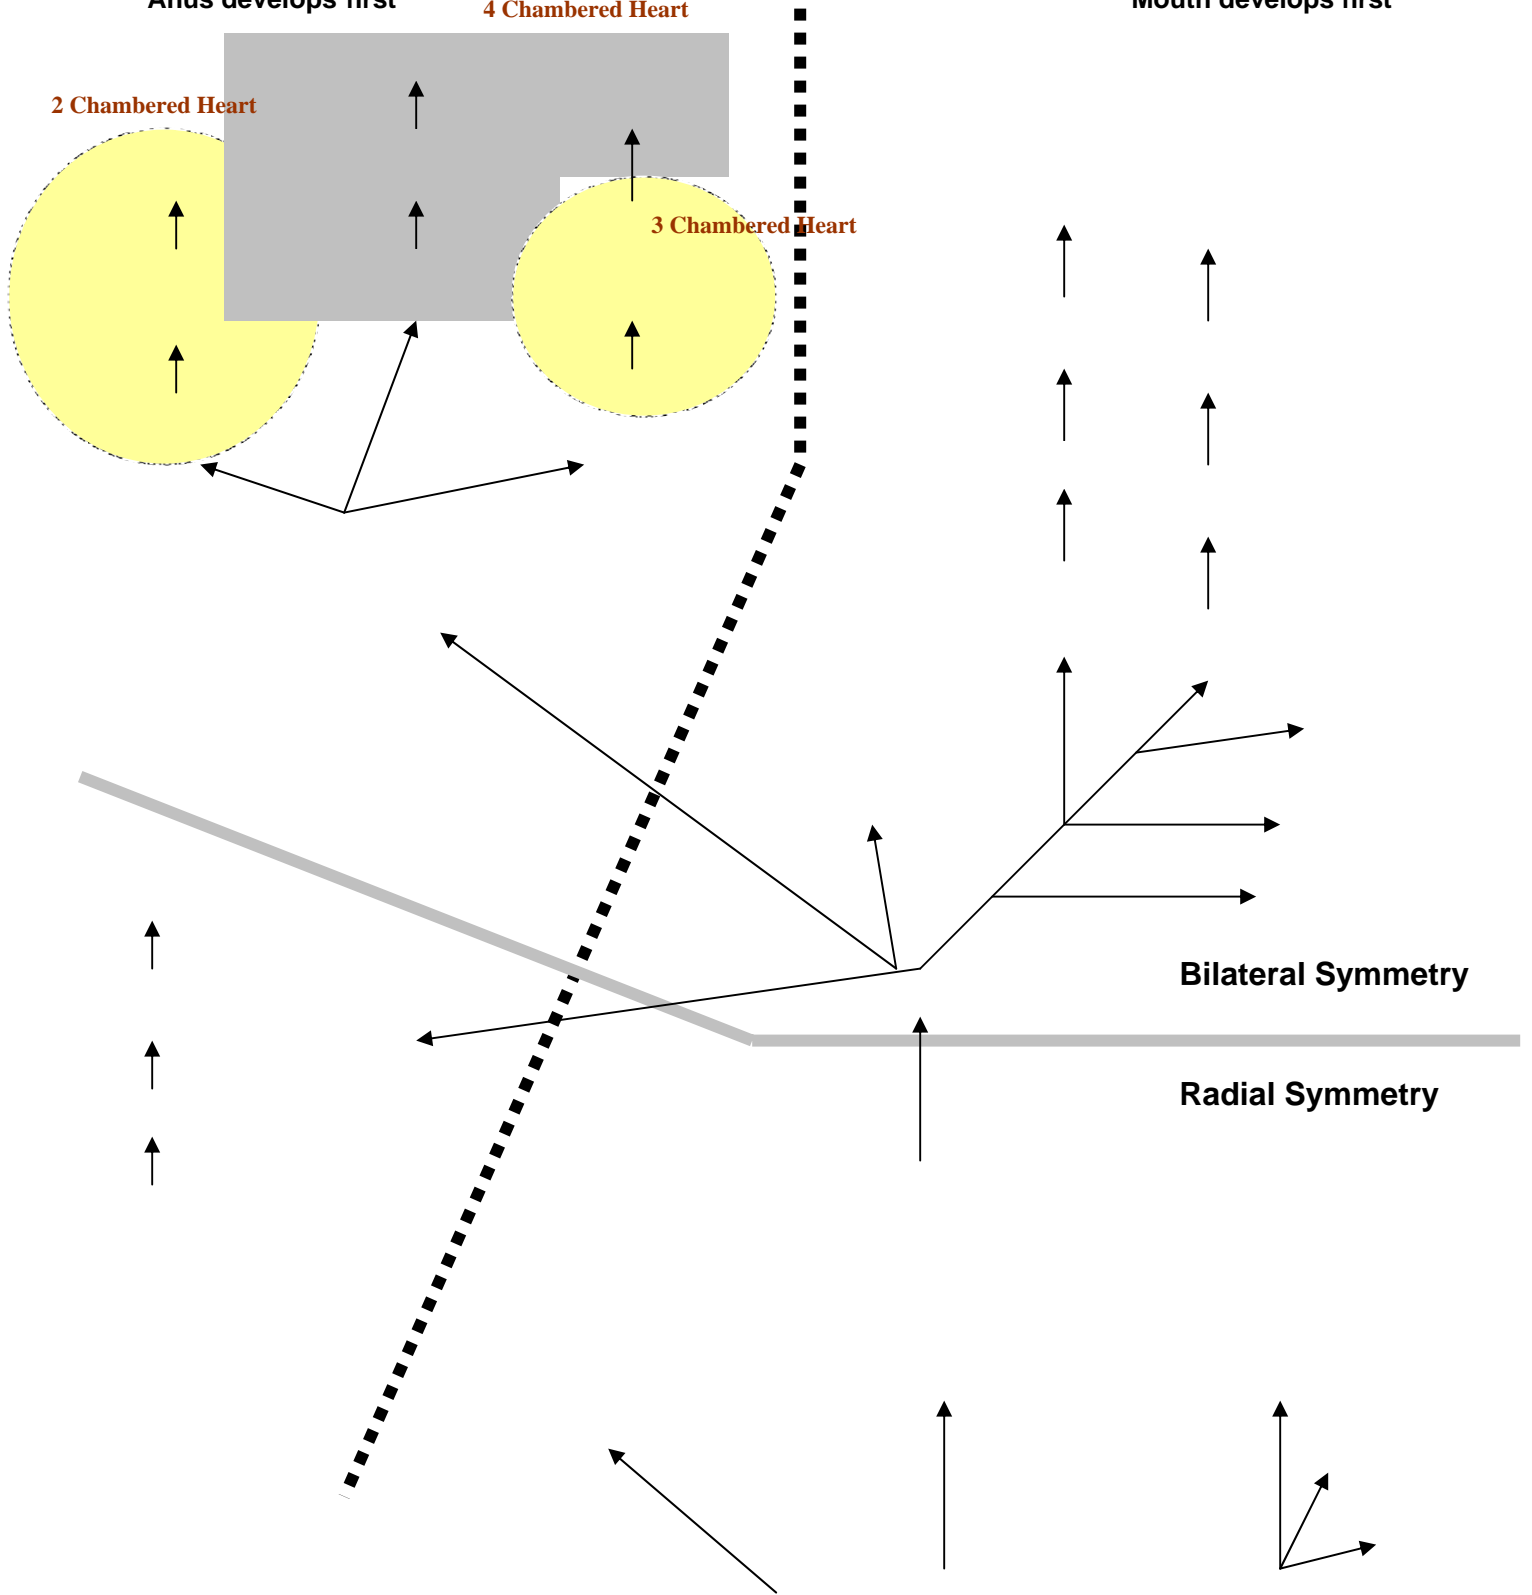 Anus develops first
4 Chambered Heart
Mouth develops first
2 Chambered Heart
3 Chambered Heart
Bilateral Symmetry
Radial Symmetry